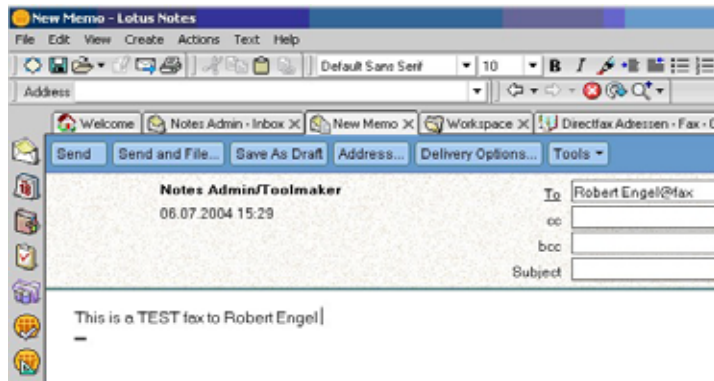 New Memo - Lotus Notes
File Edit View Create Actions Text Help
Default Sans Serif 10 B I
Address
Welcome Notes Admin - Inbox New Memo Workspace Directfax Adressen - Fax -
Send Send and File... Save As Draft Address... Delivery Options... Tools
Notes Admin/Toolmaker To Robert Engel@fax
06.07.2004 15:29 cc
bcc
Subject
This is a TEST fax to Robert Engel